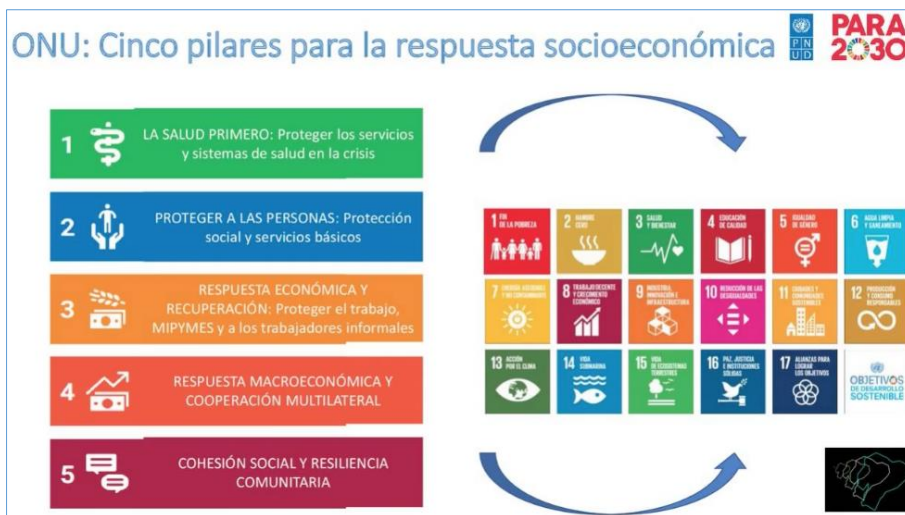 ONU: Cinco pilares para la respuesta socioeconómica
P N
U D
PARA
2030
1
LA SALUD PRIMERO: Proteger los servicios
y sistemas de salud en la crisis
2
PROTEGER A LAS PERSONAS: Protección
social y servicios básicos
3
RESPUESTA ECONÓMICA Y
RECUPERACIÓN: Proteger el trabajo,
MIPYMES y a los trabajadores informales
4
RESPUESTA MACROECONÓMICA Y
COOPERACIÓN MULTILATERAL
5
COHESIÓN SOCIAL Y RESILIENCIA
COMUNITARIA
1 FIN
DE LA POBREZA
2 HAMBRE
CERO
3 SALUD
Y BIENESTAR
4 EDUCACIÓN
DE CALIDAD
5 IGUALDAD
DE GÉNERO
6 AGUA LIMPIA
Y SANEAMIENTO
7 ENERGÍA ASEQUIBLE
Y NO CONTAMINANTE
8 TRABAJO DECENTE
Y CRECIMIENTO
ECONÓMICO
9 INDUSTRIA,
INNOVACIÓN E
INFRAESTRUCTURA
10 REDUCCIÓN DE LAS
DESIGUALDADES
11 CIUDADES Y
COMUNIDADES
SOSTENIBLES
12 PRODUCCIÓN
Y CONSUMO
RESPONSABLES
13 ACCIÓN
POR EL CLIMA
14 VIDA
SUBMARINA
15 VIDA
DE ECOSISTEMAS
TERRESTRES
16 PAZ, JUSTICIA
E INSTITUCIONES
SÓLIDAS
17 ALIANZAS PARA
LOGRAR
LOS OBJETIVOS
OBJETIVOS
DE DESARROLLO
SOSTENIBLE